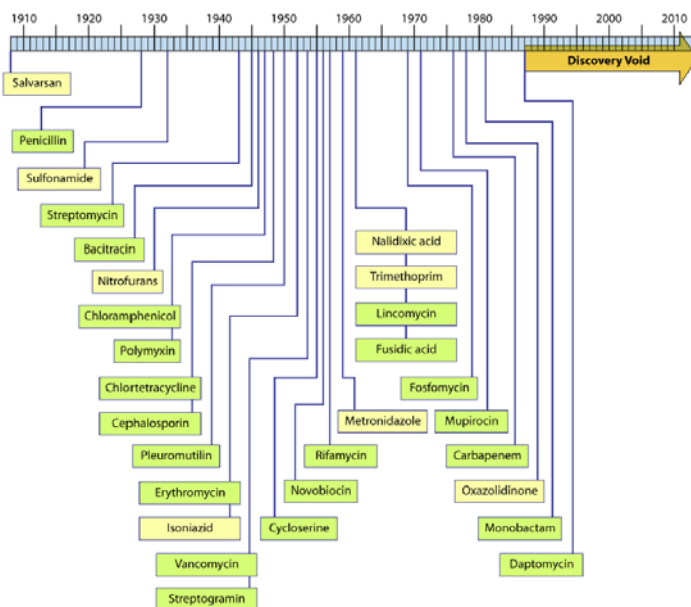 1910 1920 1930 1940 1950 1960 1970 1980 1990 2000 2010
Discovery Void
Salvarsan
Penicillin
Sulfonamide
Streptomycin
Bacitracin
Nitrofurans
Chloramphenicol
Polymyxin
Chlortetracycline
Cephalosporin
Pleuromutilin
Erythromycin
Isoniazid
Vancomycin
Streptogramin
Cycloserine
Novobiocin
Rifamycin
Metronidazole
Nalidixic acid
Trimethoprim
Lincomycin
Fusidic acid
Fosfomycin
Mupirocin
Carbapenem
Oxazolidinone
Monobactam
Daptomycin